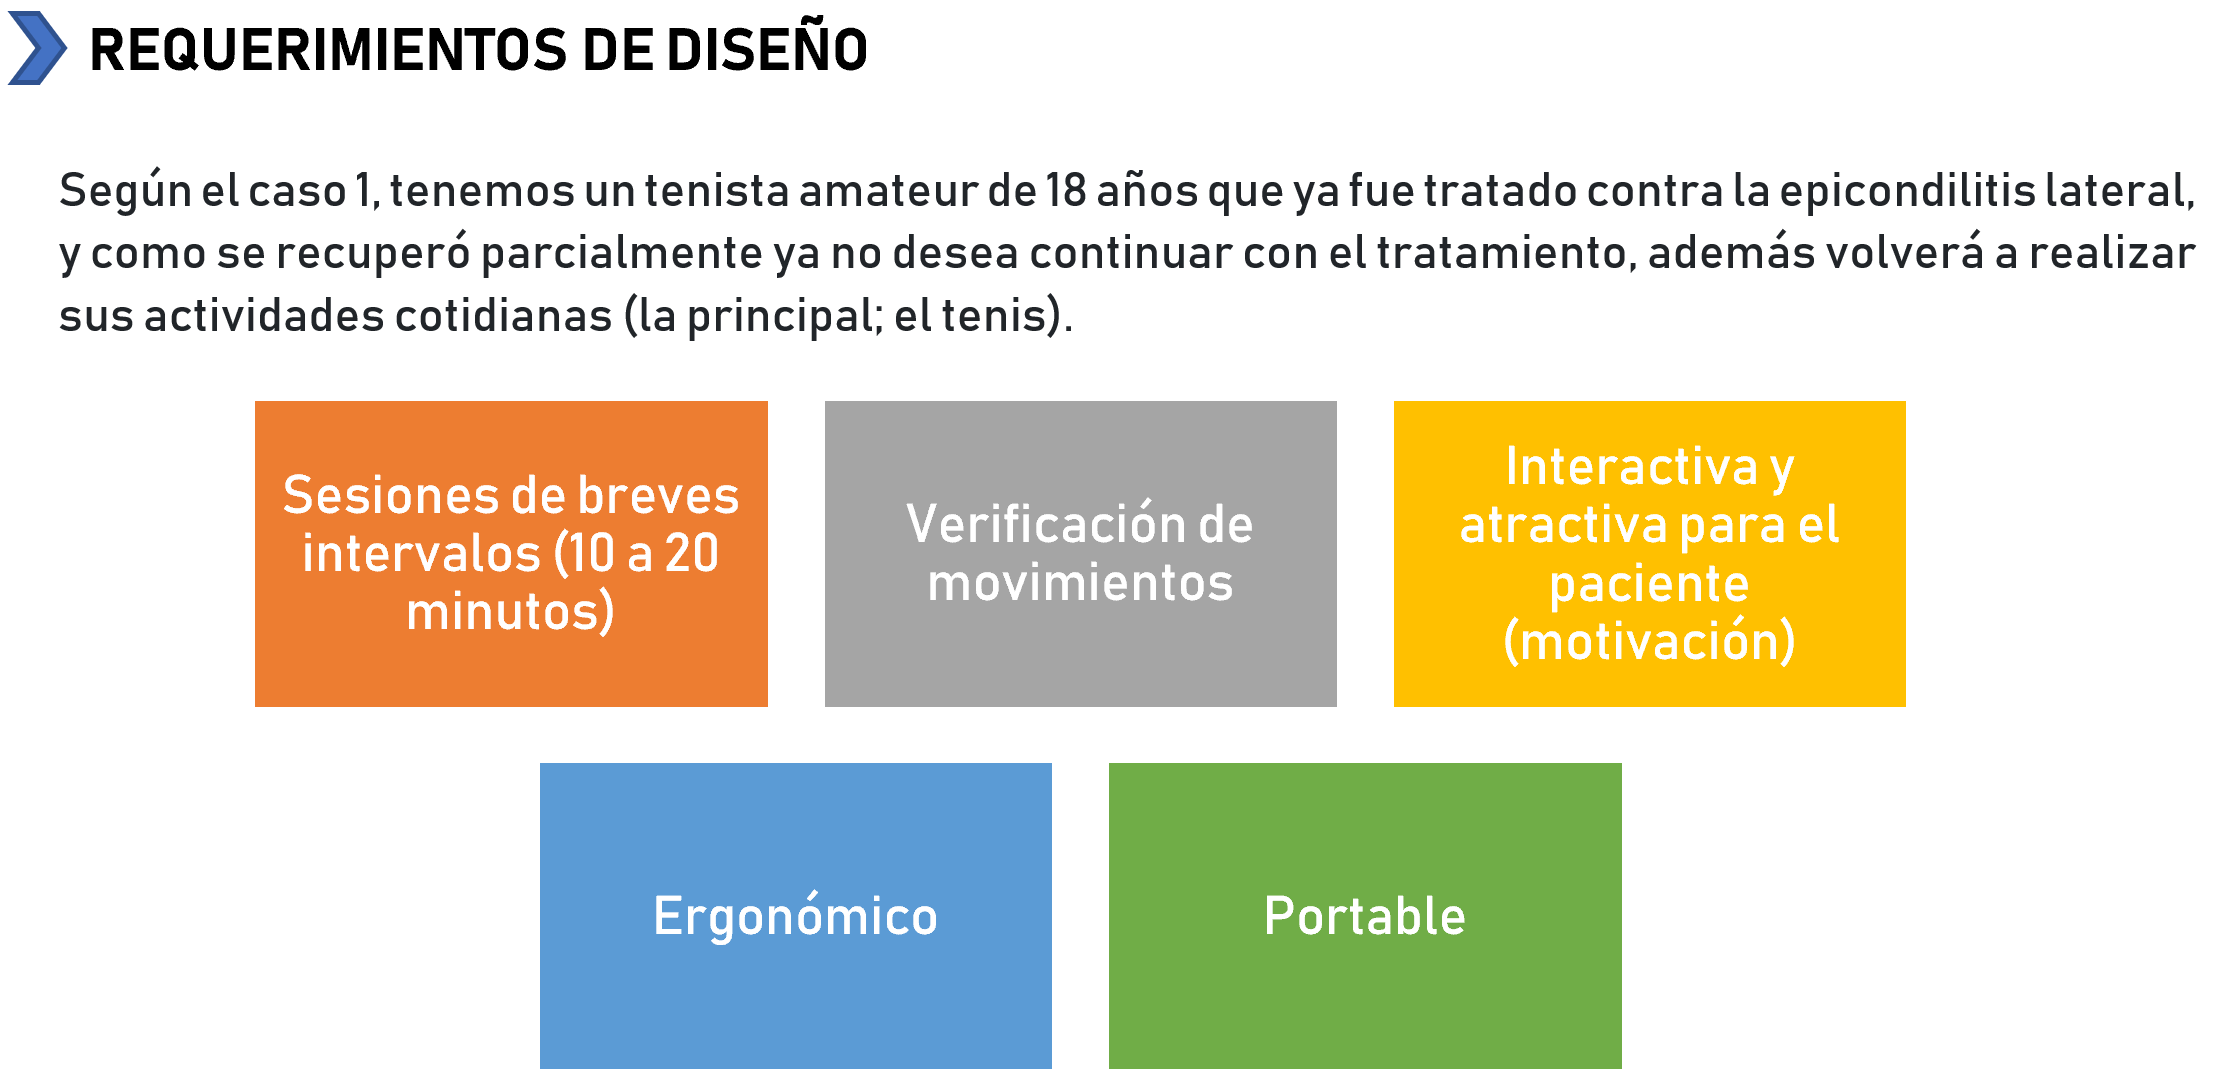 REQUERIMIENTOS DE DISEÑO
Según el caso 1, tenemos un tenista amateur de 18 años que ya fue tratado contra la epicondilitis lateral,
y como se recuperó parcialmente ya no desea continuar con el tratamiento, además volverá a realizar
sus actividades cotidianas (la principal; el tenis).
Sesiones de breves
intervalos (10 a 20
minutos)
Verificación de
movimientos
Interactiva y
atractiva para el
paciente
(motivación)
Ergonómico
Portable